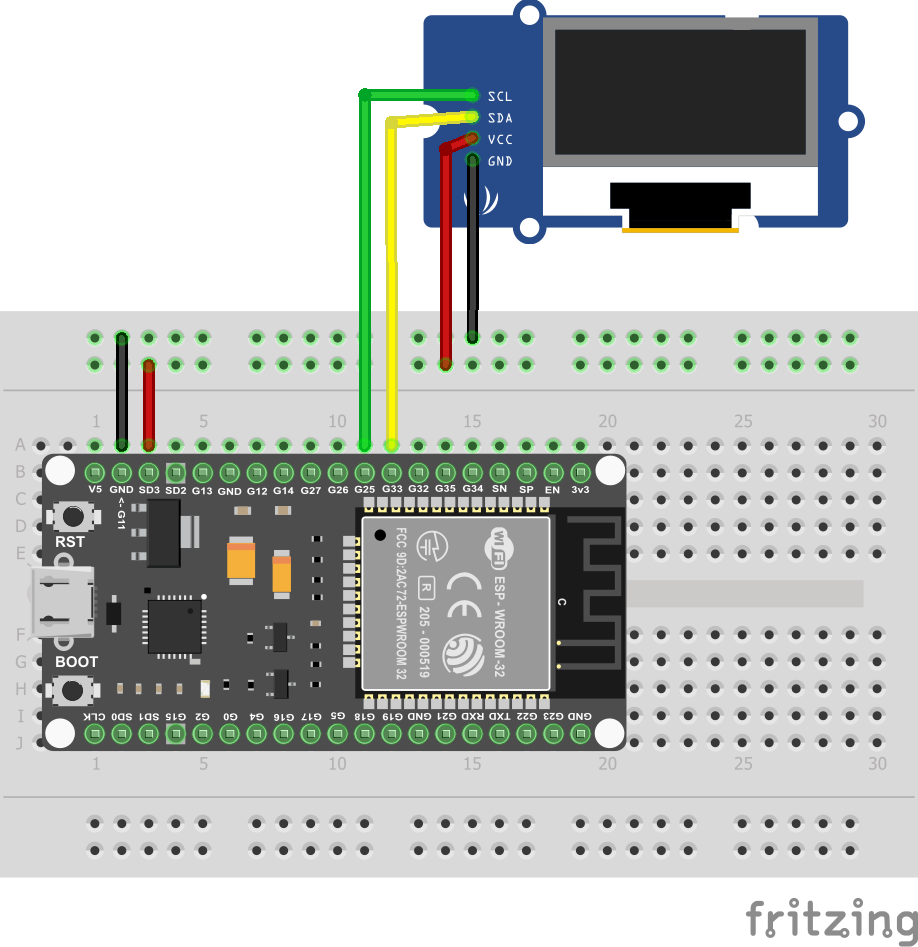 SCL
SDA
VCC
GND
1 5 10 15 20 25 30
A
B
V5 GND SD3 SD2 G13 GND G12 G14 G27 G26 G25 G33 G32 G35 G34 SN SP EN 3v3
C
<- G11
D
RST
E
FCC 9D:2AC72-ESPWROOM 32
R
205 - 000519
CE
Wi Fi
ESP - WROOM -32
C
F
G
BOOT
H
I
CLK SD0 SD1 G15 G2 G0 G4 G16 G17 G5 G18 G19 GND G21 RXD TXD G22 G23 GND
J
1 5 10 15 20 25 30
fritzing